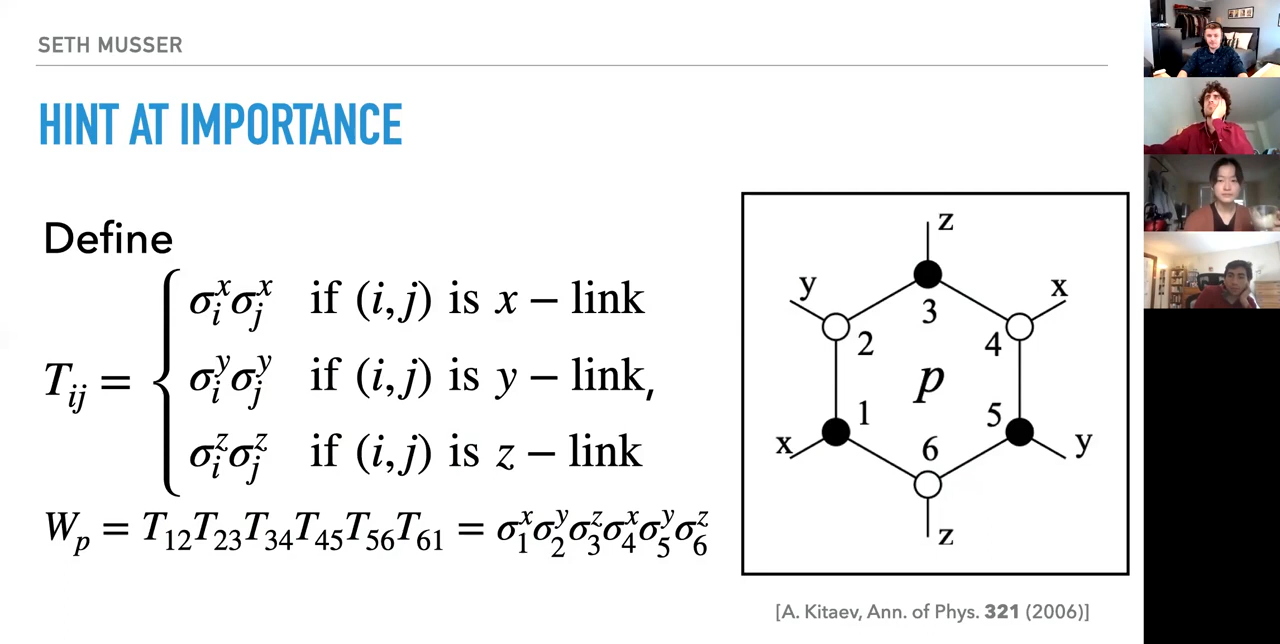 SETH MUSSER
HINT AT IMPORTANCE
Define
T_{ij} = { σ_i^x σ_j^x if (i, j) is x − link
σ_i^y σ_j^y if (i, j) is y − link,
σ_i^z σ_j^z if (i, j) is z − link
W_p = T_{12}T_{23}T_{34}T_{45}T_{56}T_{61} = σ_1^x σ_2^y σ_3^z σ_4^x σ_5^y σ_6^z
z
y
x
3
2
4
p
1
5
6
x
y
z
[A. Kitaev, Ann. of Phys. 321 (2006)]